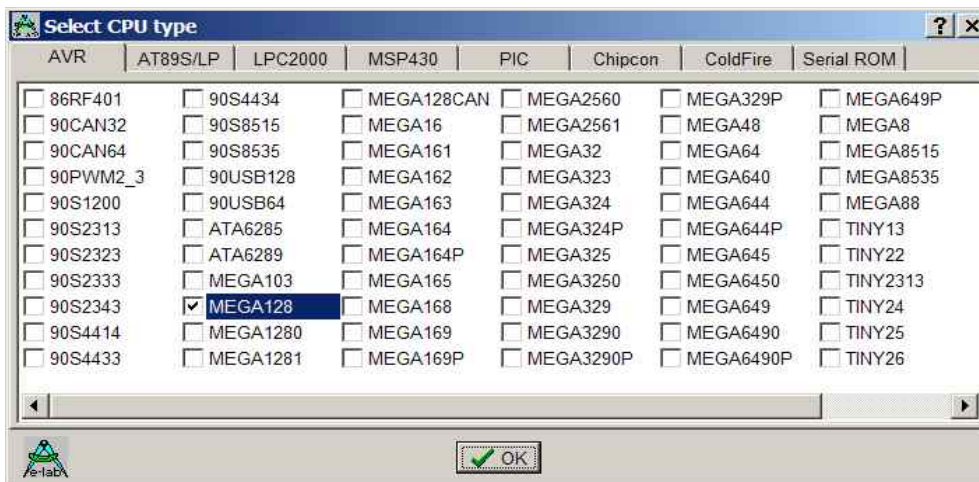 Select CPU type
AVR AT89S/LP LPC2000 MSP430 PIC Chipcon ColdFire Serial ROM
86RF401 90S4434 MEGA128CAN MEGA2560 MEGA329P MEGA649P
90CAN32 90S8515 MEGA16 MEGA2561 MEGA48 MEGA8
90CAN64 90S8535 MEGA161 MEGA32 MEGA64 MEGA8515
90PWM2_3 90USB128 MEGA162 MEGA323 MEGA640 MEGA8535
90S1200 90USB64 MEGA163 MEGA324 MEGA644 MEGA88
90S2313 ATA6285 MEGA164 MEGA324P MEGA644P TINY13
90S2323 ATA6289 MEGA164P MEGA325 MEGA645 TINY22
90S2333 MEGA103 MEGA165 MEGA3250 MEGA6450 TINY2313
90S2343 MEGA128 MEGA168 MEGA329 MEGA649 TINY24
90S4414 MEGA1280 MEGA169 MEGA3290 MEGA6490 TINY25
90S4433 MEGA1281 MEGA169P MEGA3290P MEGA6490P TINY26
e-lab
OK